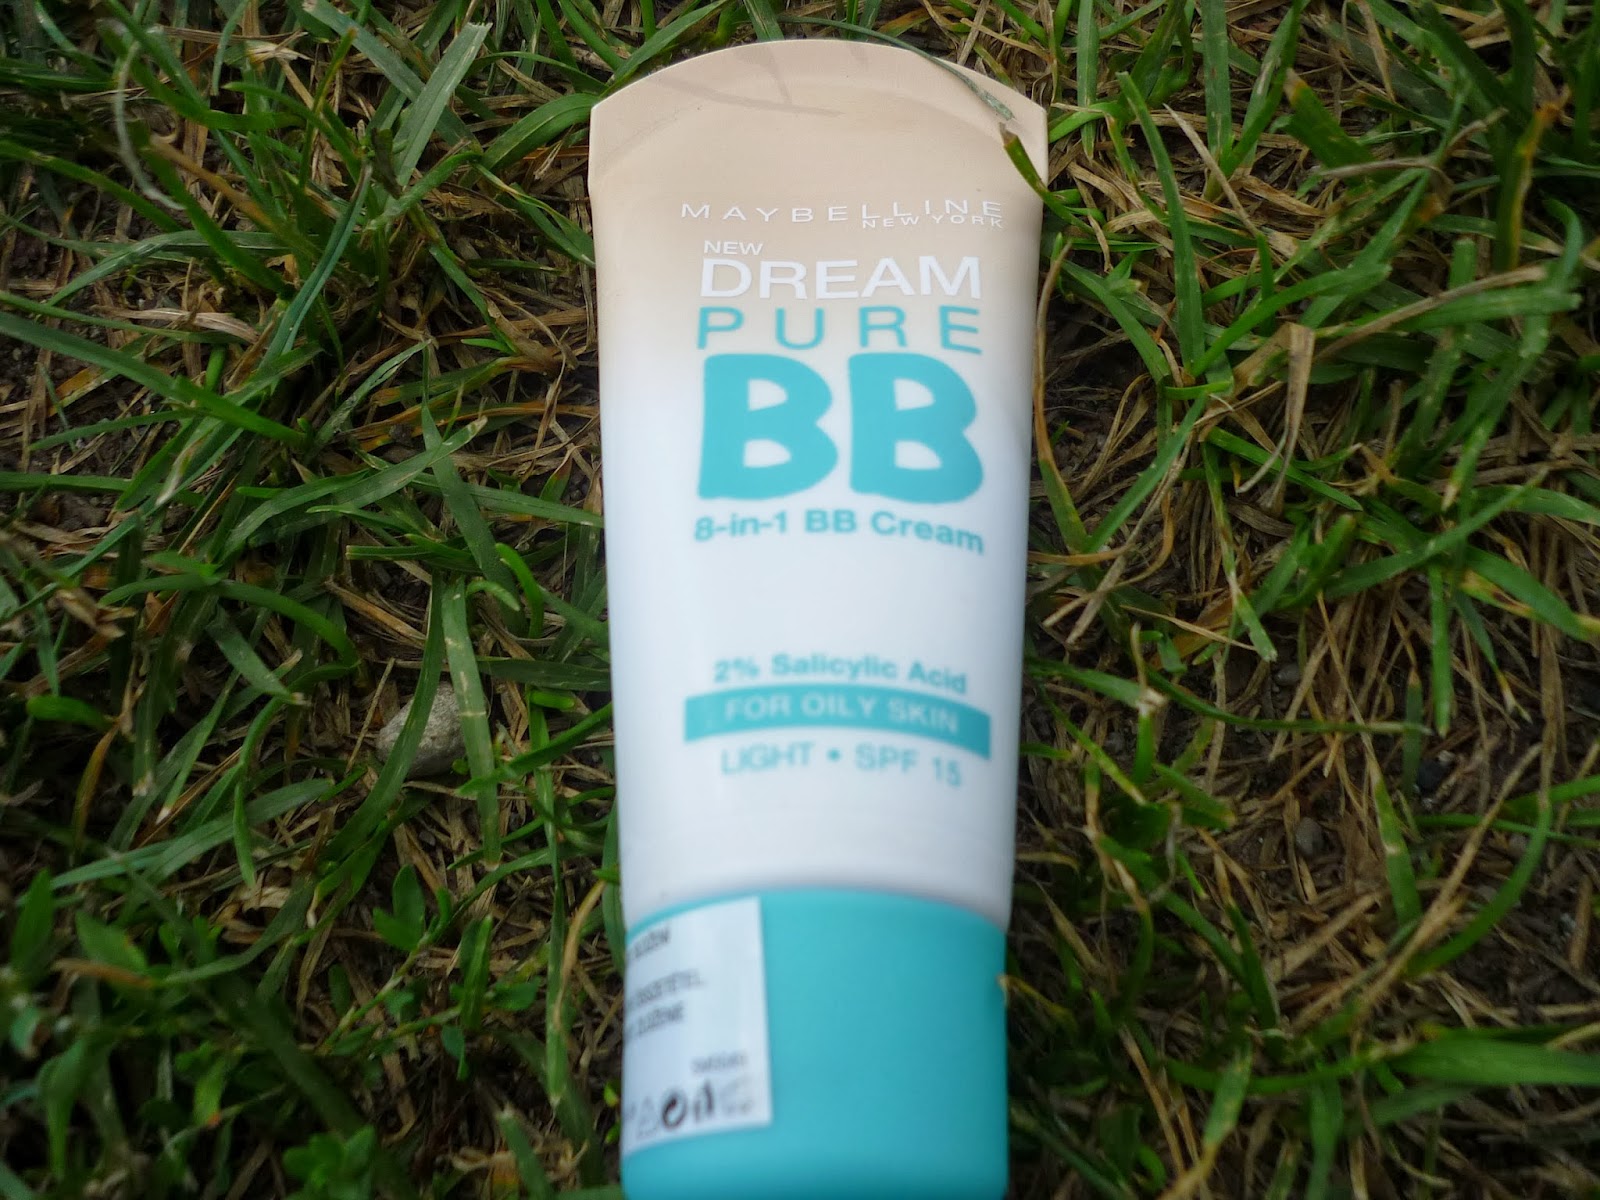 MAYBELLINE
NEW YORK
NEW
DREAM
PURE
BB
8-in-1 BB Cream
2% Salicylic Acid
FOR OILY SKIN
LIGHT • SPF 15